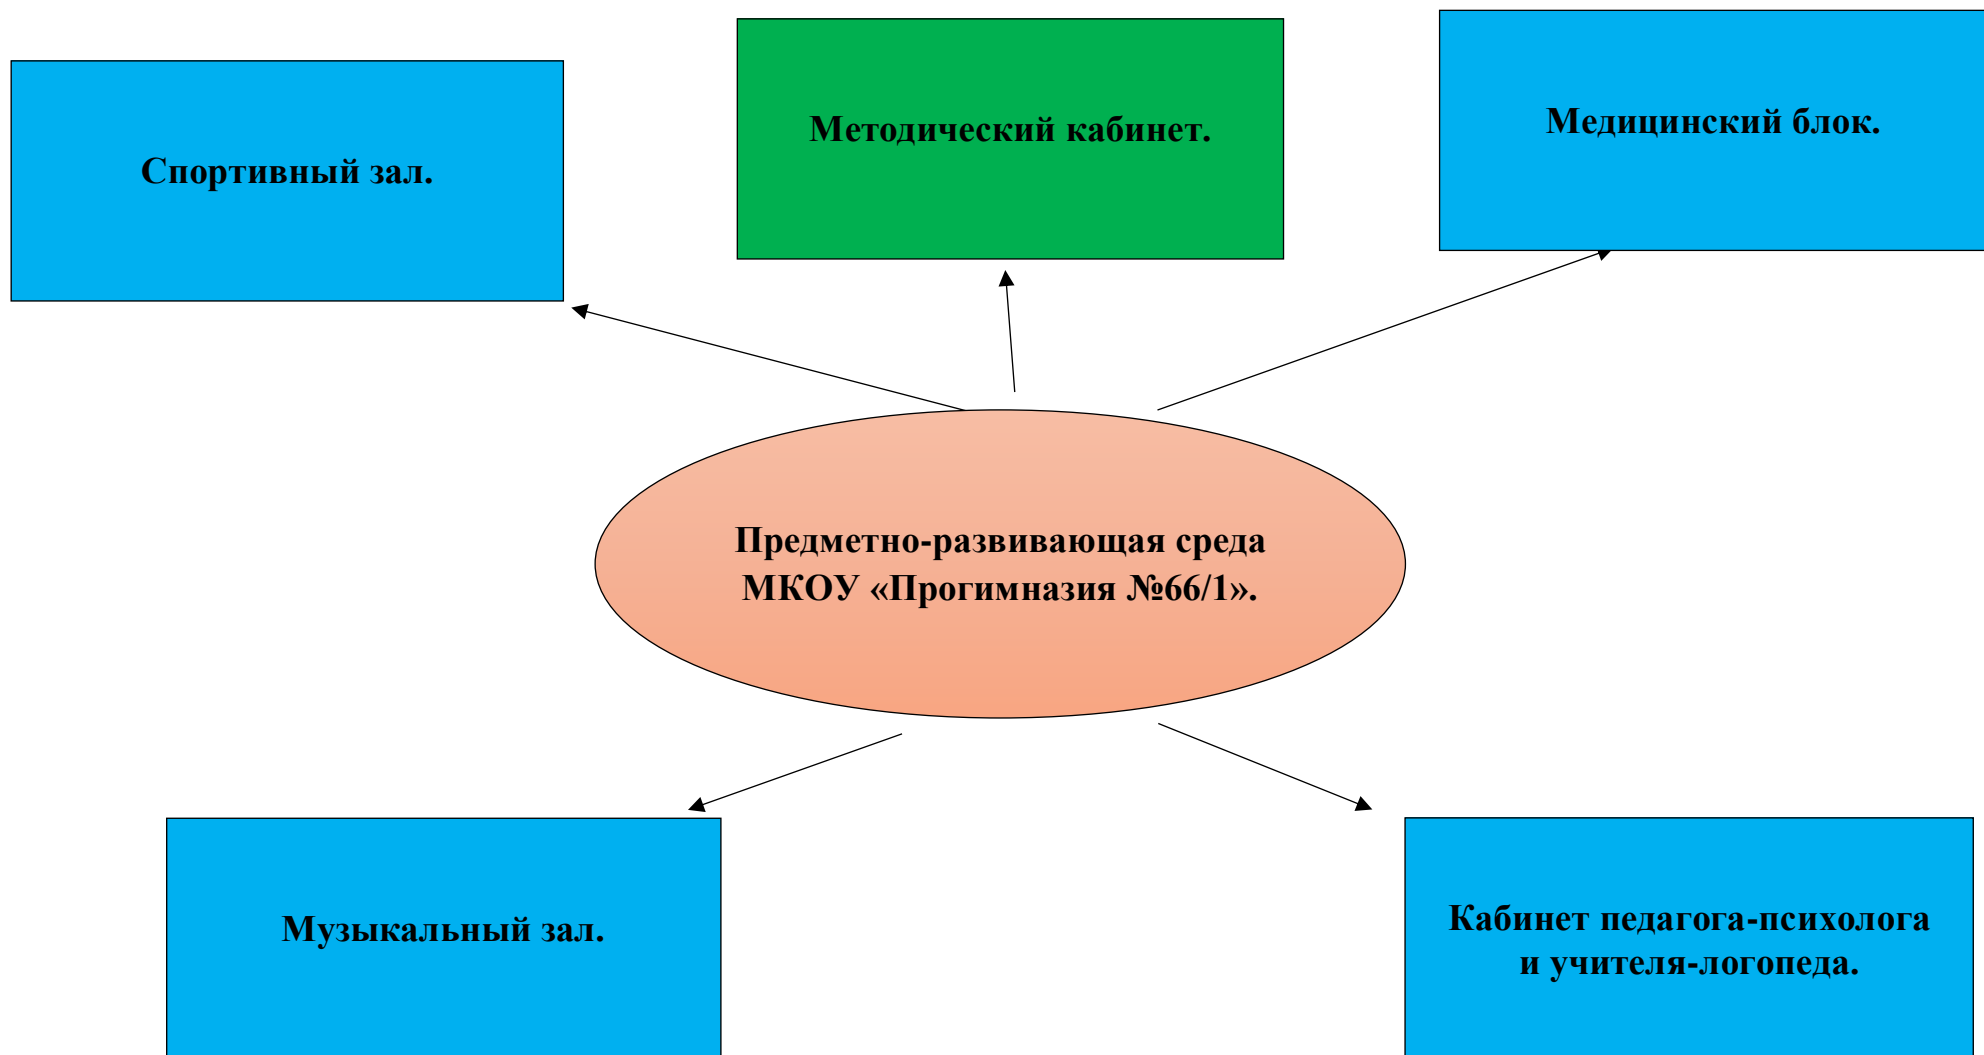 Спортивный зал.
Методический кабинет.
Медицинский блок.
Предметно-развивающая среда
МКОУ «Прогимназия №66/1».
Музыкальный зал.
Кабинет педагога-психолога
и учителя-логопеда.